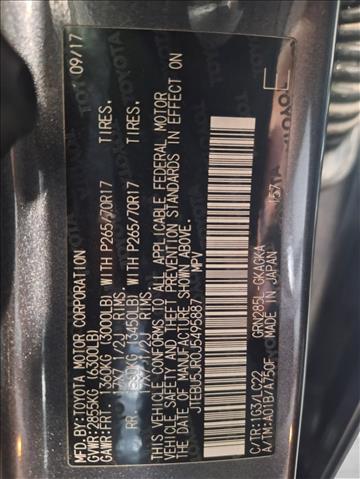 MFD.BY:TOYOTA MOTOR CORPORATION 09/17
GVWR:2855KG (6300LB)
GAWR:FRT. 1360KG (3000LB) WITH P265/70R17 TIRES.
17X7 1/2J RIMS.
RR. (3450LB) WITH P265/70R17 TIRES.
17X7 1/2J RIMS.
THIS VEHICLE CONFORMS TO ALL APPLICABLE FEDERAL MOTOR
VEHICLE SAFETY AND THEFT PREVENTION STANDARDS IN EFFECT ON
THE DATE OF MANUFACTURE SHOWN ABOVE.
JTEBU5JR0J5495887 MPV
157
C/TR:1G3/LC22 GRN285L-GKAGKA
A/TM:A01B/A750F MADE IN JAPAN